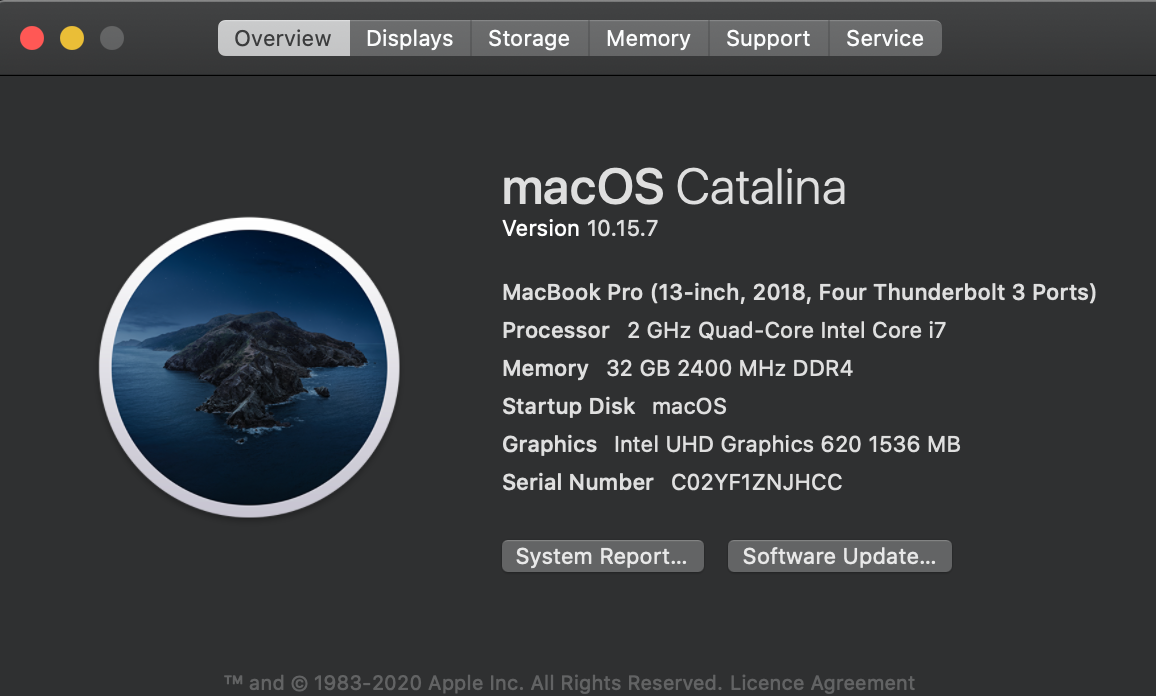 Overview Displays Storage Memory Support Service
macOS Catalina
Version 10.15.7
MacBook Pro (13-inch, 2018, Four Thunderbolt 3 Ports)
Processor 2 GHz Quad-Core Intel Core i7
Memory 32 GB 2400 MHz DDR4
Startup Disk macOS
Graphics Intel UHD Graphics 620 1536 MB
Serial Number C02YF1ZNJHCC
System Report... Software Update...
™ and © 1983-2020 Apple Inc. All Rights Reserved. Licence Agreement